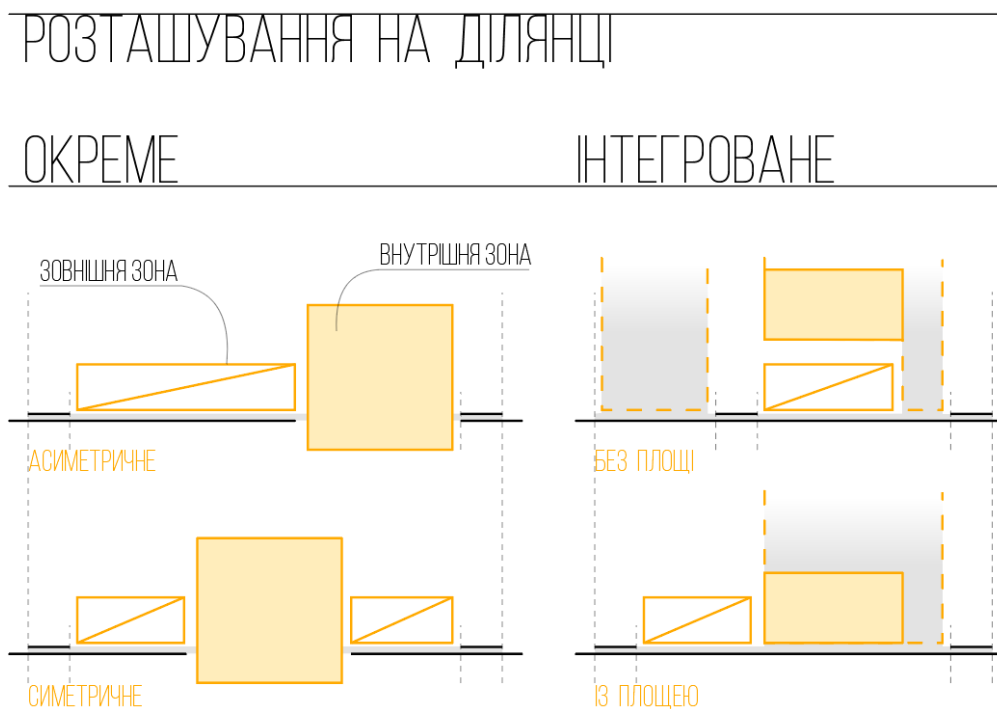 РОЗТАШУВАННЯ НА ДІЛЯНЦІ
ОКРЕМЕ
ІНТЕГРОВАНЕ
ЗОВНІШНЯ ЗОНА
ВНУТРІШНЯ ЗОНА
АСИМЕТРИЧНЕ
БЕЗ ПЛОЩІ
СИМЕТРИЧНЕ
ІЗ ПЛОЩЕЮ